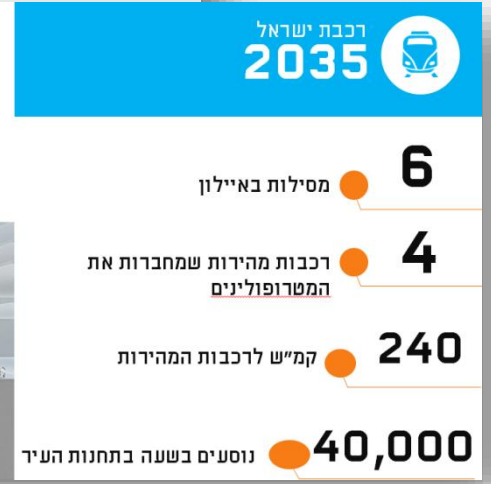 רכבת ישראל
2035
6
מסילות באיילון
4
רכבות מהירות שמחברות את
המטרופולינים
240
קמ״ש לרכבות המהירות
40,000
נוסעים בשעה בתחנות העיר